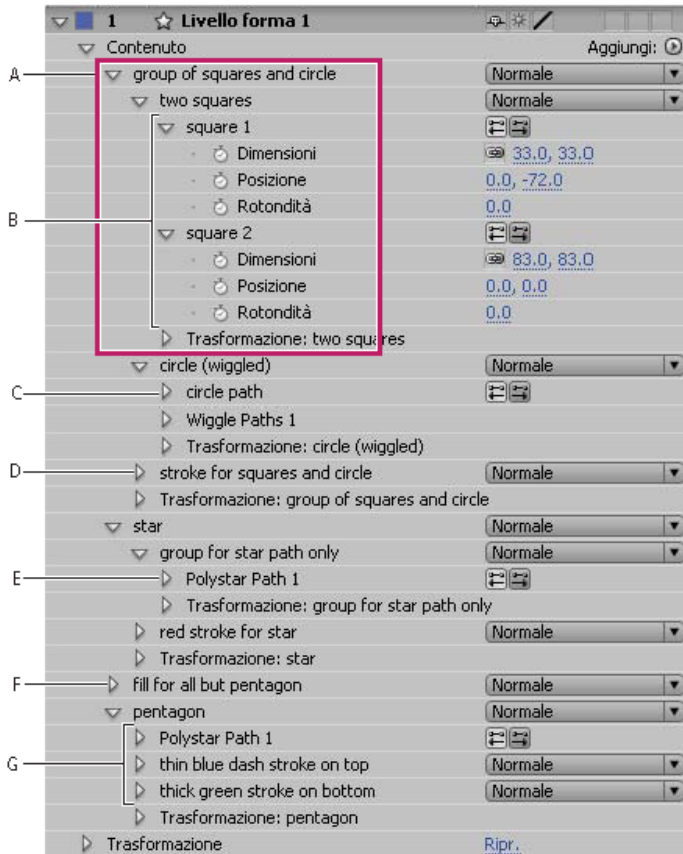 1 Livello forma 1
Contenuto Aggiungi:
A group of squares and circle Normale
two squares Normale
square 1
Dimensioni 33.0, 33.0
Posizione 0.0, -72.0
Rotondità 0.0
B square 2
Dimensioni 83.0, 83.0
Posizione 0.0, 0.0
Rotondità 0.0
Trasformazione: two squares
circle (wiggled) Normale
C circle path
Wiggle Paths 1
Trasformazione: circle (wiggled)
D stroke for squares and circle Normale
Trasformazione: group of squares and circle
star Normale
group for star path only Normale
E Polystar Path 1
Trasformazione: group for star path only
red stroke for star Normale
Trasformazione: star
F fill for all but pentagon Normale
pentagon Normale
Polystar Path 1
G thin blue dash stroke on top Normale
thick green stroke on bottom Normale
Trasformazione: pentagon
Trasformazione Ripr.